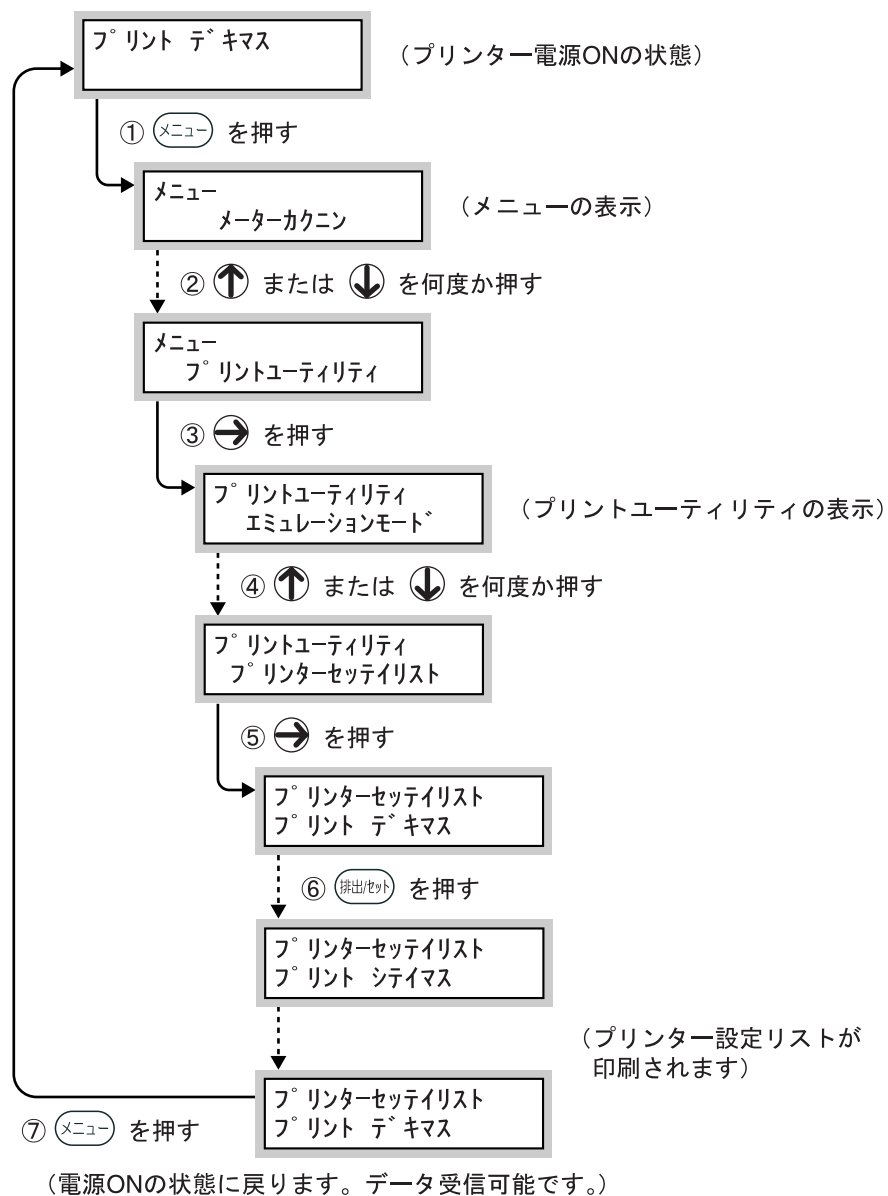 プリント デキマス
（プリンター電源ONの状態）
① メニュー を押す
メニュー
メーターカクニン
（メニューの表示）
② ↑ または ↓ を何度か押す
メニュー
プリントユーティリティ
③ → を押す
プリントユーティリティ
エミュレーションモード
（プリントユーティリティの表示）
④ ↑ または ↓ を何度か押す
プリントユーティリティ
プリンターセッテイリスト
⑤ → を押す
プリンターセッテイリスト
プリント デキマス
⑥ 排出/セット を押す
プリンターセッテイリスト
プリント シテイマス
（プリンター設定リストが
印刷されます）
プリンターセッテイリスト
プリント デキマス
⑦ メニュー を押す
（電源ONの状態に戻ります。データ受信可能です。）